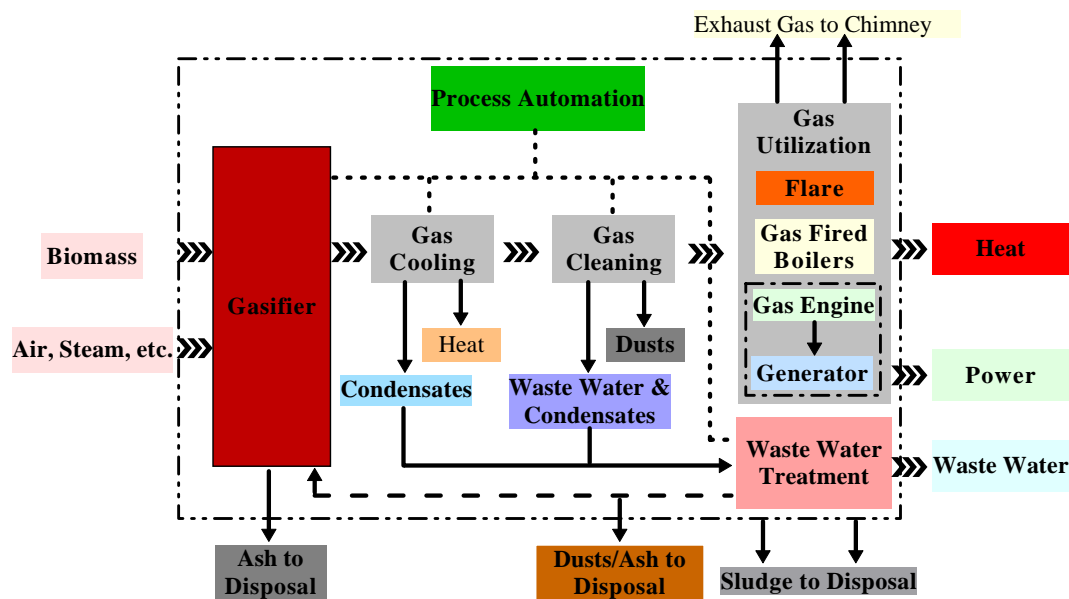 Exhaust Gas to Chimney
Process Automation
Gas
Utilization
Flare
Gas Fired
Boilers
Gas Engine
Generator
Biomass
Air, Steam, etc.
Gasifier
Gas
Cooling
Gas
Cleaning
Heat
Dusts
Condensates
Waste Water &
Condensates
Heat
Power
Waste Water
Treatment
Waste Water
Ash to
Disposal
Dusts/Ash to
Disposal
Sludge to Disposal